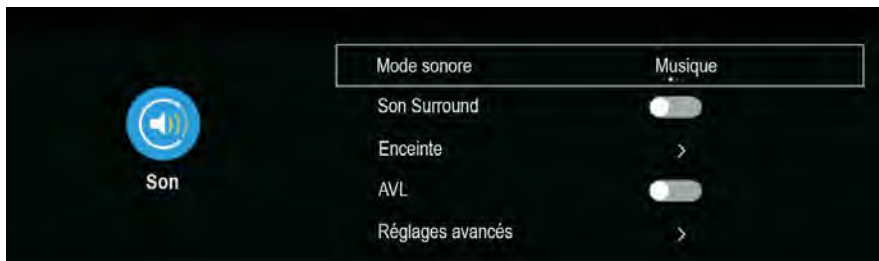 Son
Mode sonore Musique
Son Surround
Enceinte
AVL
Réglages avancés